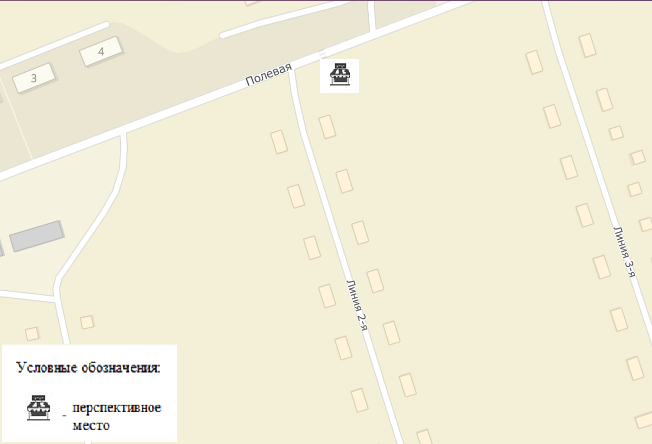 4
3
Полевая
Линия 3-я
Линия 2-я
Условные обозначения:
- перспективное
место